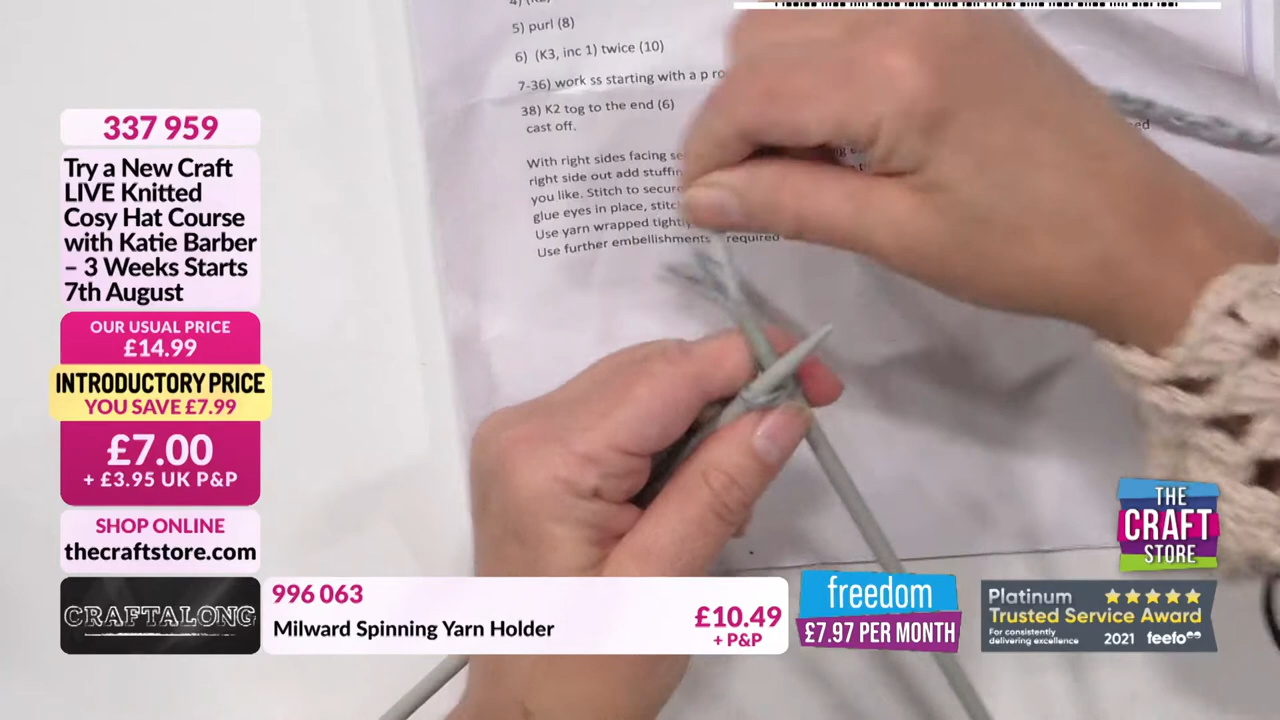 5) purl (8)
6) (K3, inc 1) twice (10)
7-36) work ss starting with a p
38) K2 tog to the end (6)
cast off.
With right sides facing
right side out add
you like. Stitch to secure
glue eyes in place,
Use yarn wrapped
Use further embellishments required
337 959
Try a New Craft
LIVE Knitted
Cosy Hat Course
with Katie Barber
– 3 Weeks Starts
7th August
OUR USUAL PRICE
£14.99
INTRODUCTORY PRICE
YOU SAVE £7.99
£7.00
+ £3.95 UK P&P
SHOP ONLINE
thecraftstore.com
CRAFTALONG
996 063
Milward Spinning Yarn Holder
£10.49
+ P&P
freedom
£7.97 PER MONTH
THE
CRAFT
STORE
Platinum
Trusted Service Award
For consistently
delivering excellence
2021 feefo